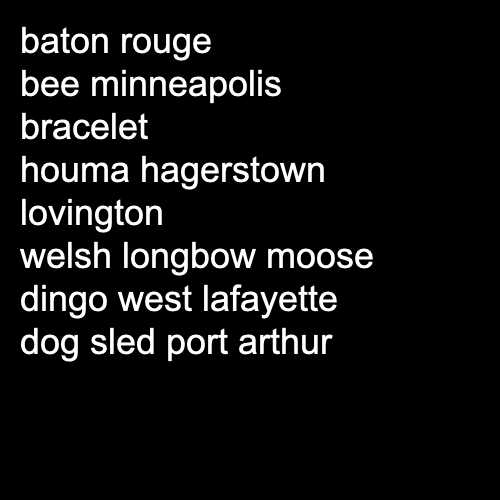 baton rouge
bee minneapolis
bracelet
houma hagerstown
lovington
welsh longbow moose
dingo west lafayette
dog sled port arthur